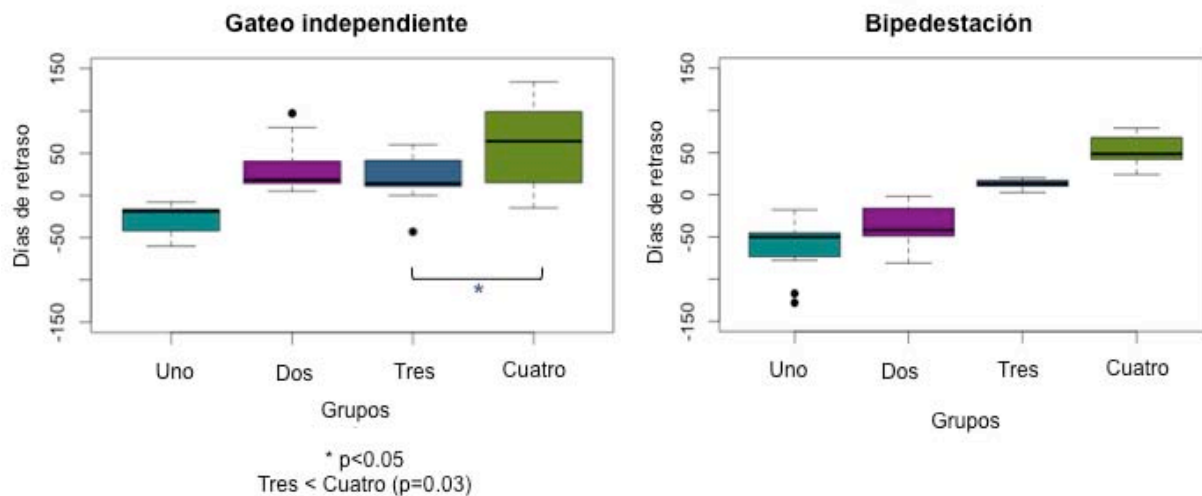 Gateo independiente
Días de retraso
150
50
0
-50
-150
*
Uno Dos Tres Cuatro
Grupos
* p<0.05
Tres < Cuatro (p=0.03)
Bipedestación
Días de retraso
150
50
0
-50
-150
Uno Dos Tres Cuatro
Grupos